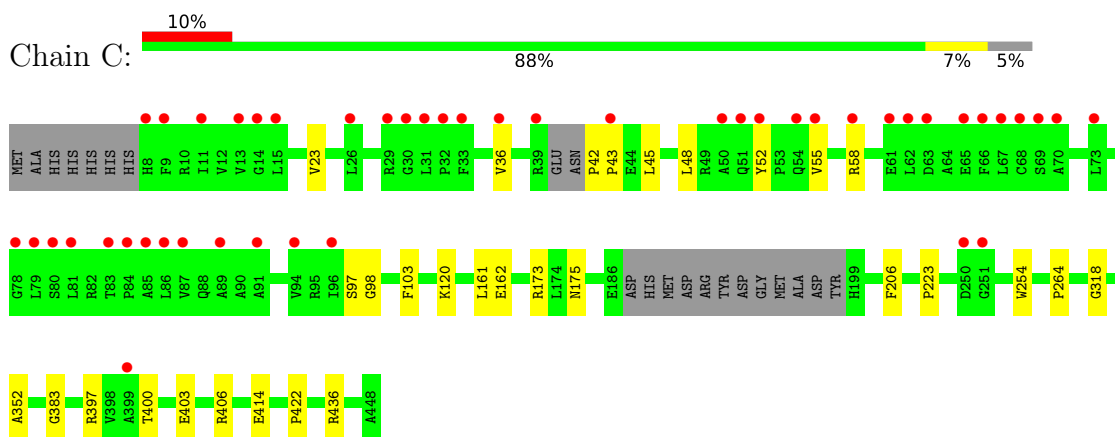 10%
Chain C:
88% 7% 5%
MET ALA HIS HIS HIS HIS HIS HIS H8 F9 R10 I11 V12 V13 G14 L15 V23 L26 R29 G30 L31 P32 F33 V36 R39 GLU ASN P42 P43 E44 L45 L48 R49 A50 Q51 Y52 P53 Q54 V55 R58 E61 L62 D63 A64 E65 F66 L67 C68 S69 A70 L73
G78 L79 S80 L81 R82 T83 P84 A85 L86 V87 Q88 A89 A90 A91 V94 R95 I96 S97 G98 F103 K120 L161 E162 R173 L174 N175 E186 ASP HIS MET ASP ARG TYR ASP GLY MET ALA ASP TYR H199 F206 P223 D250 G251 W254 P264 G318
A352 G383 R397 V398 A399 T400 E403 R406 E414 P422 R436 A448